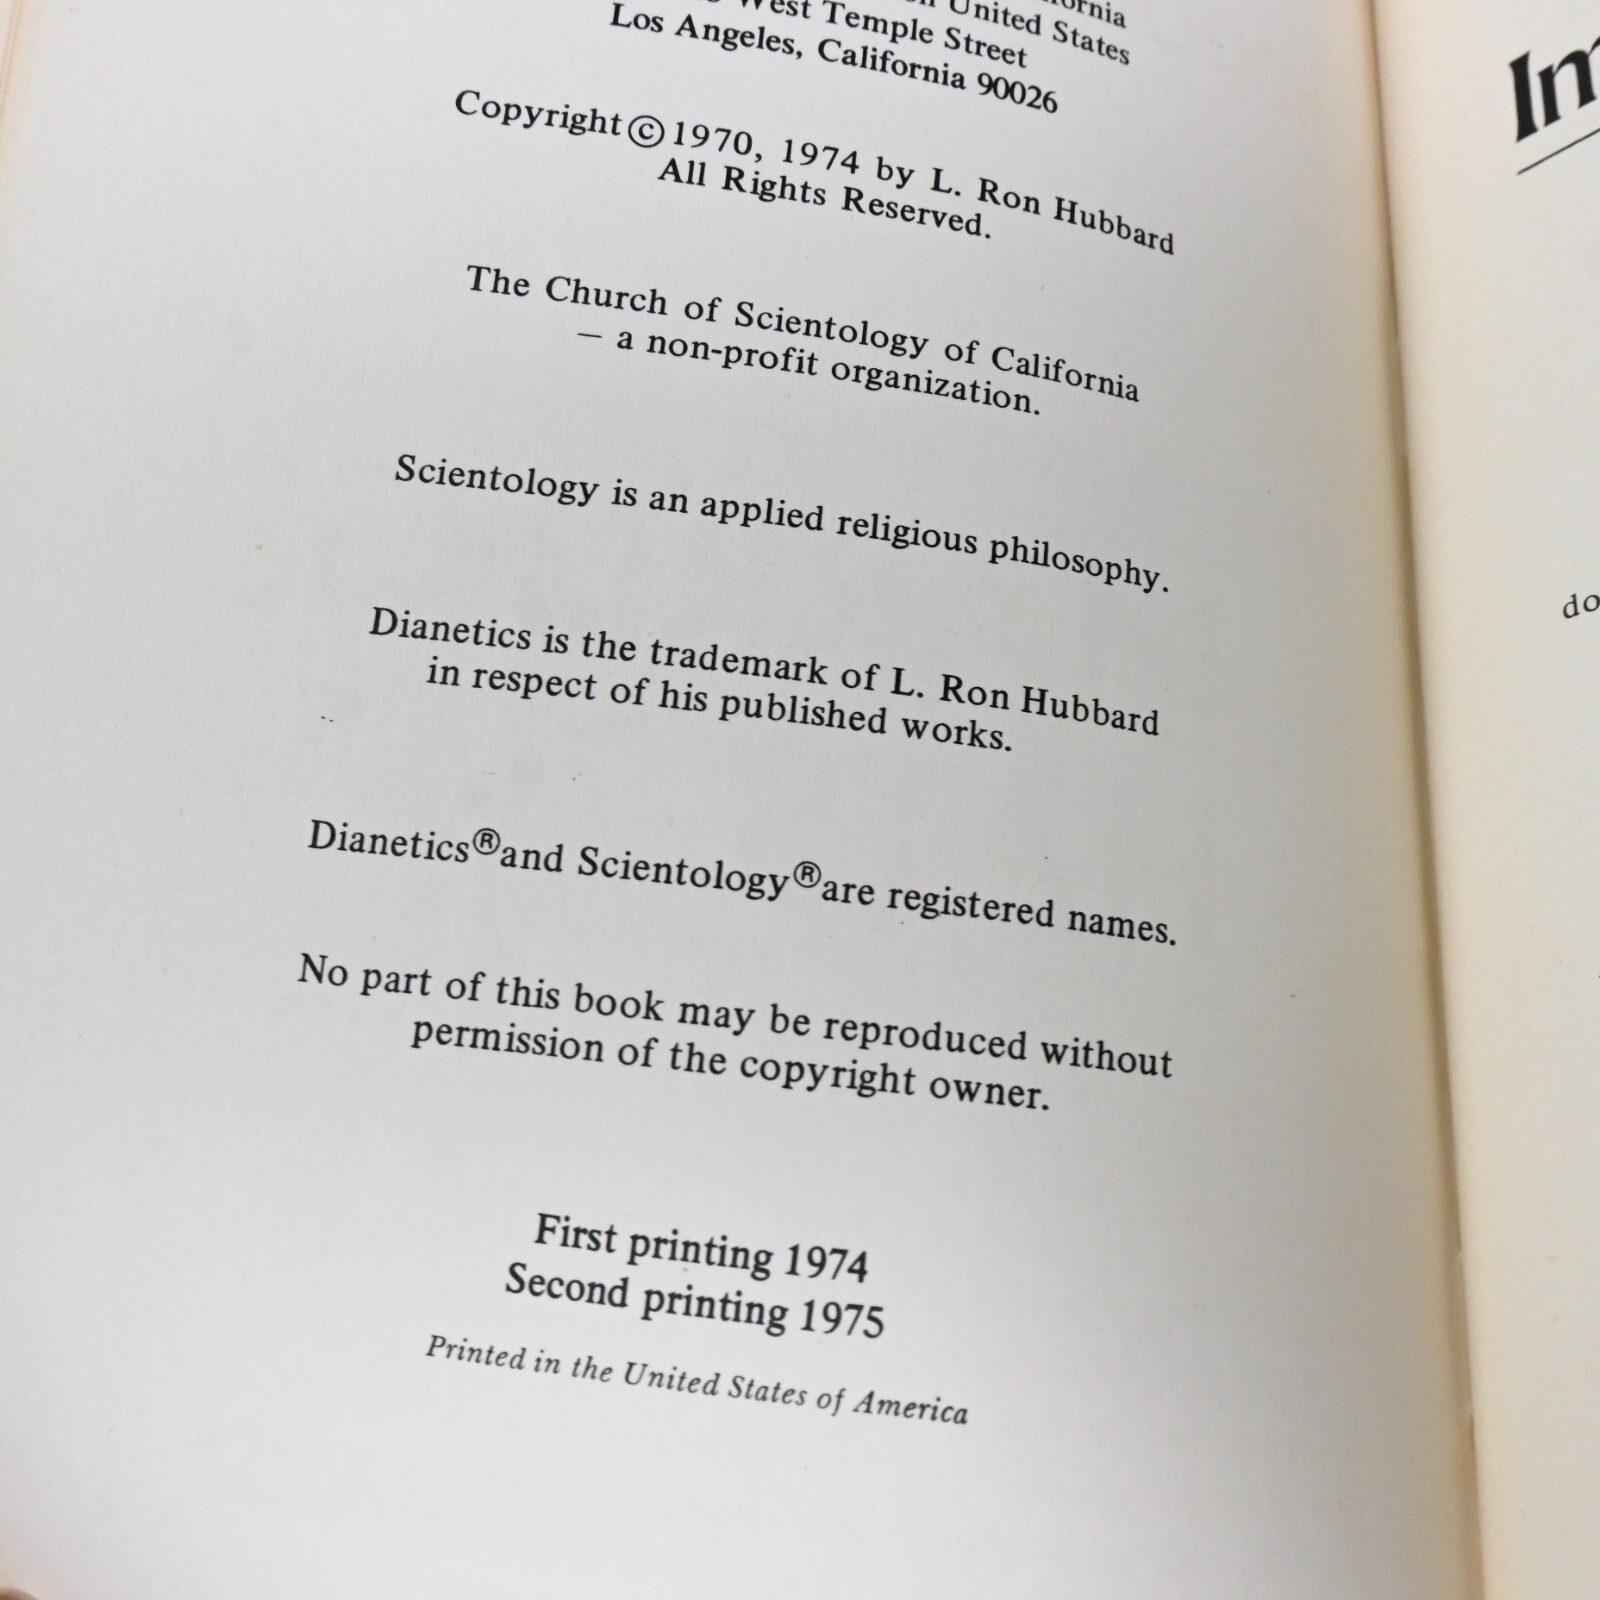 United States
West Temple Street
Los Angeles, California 90026
Copyright © 1970, 1974 by L. Ron Hubbard
All Rights Reserved.
The Church of Scientology of California
— a non-profit organization.
Scientology is an applied religious philosophy.
Dianetics is the trademark of L. Ron Hubbard
in respect of his published works.
Dianetics® and Scientology® are registered names.
No part of this book may be reproduced without
permission of the copyright owner.
First printing 1974
Second printing 1975
Printed in the United States of America
Im
do